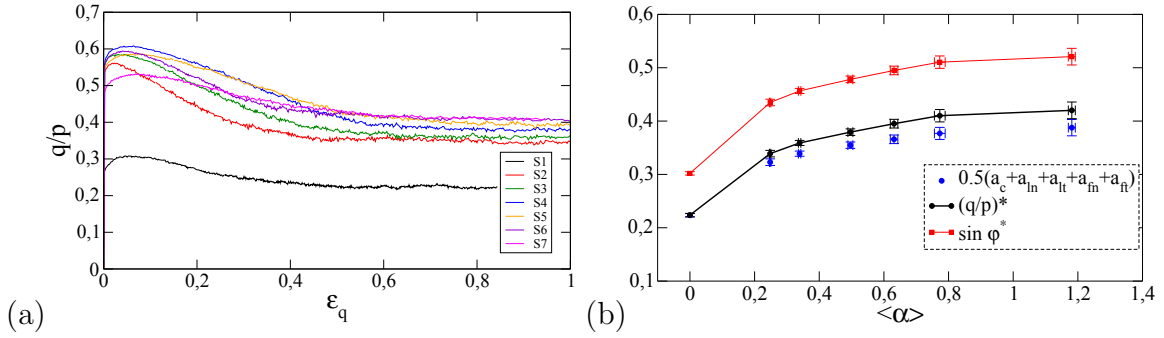 0,7
0,6
0,5
0,4
0,3
0,2
0,1
0
q/p
0 0,2 0,4 0,6 0,8 1
ε_q
S1
S2
S3
S4
S5
S6
S7
(a)
0,5
0,4
0,3
0,2
0,1
0 0,2 0,4 0,6 0,8 1 1,2 1,4
<α>
0.5(a_c+a_ln+a_lt+a_fn+a_ft)
(q/p)*
sin φ*
(b)